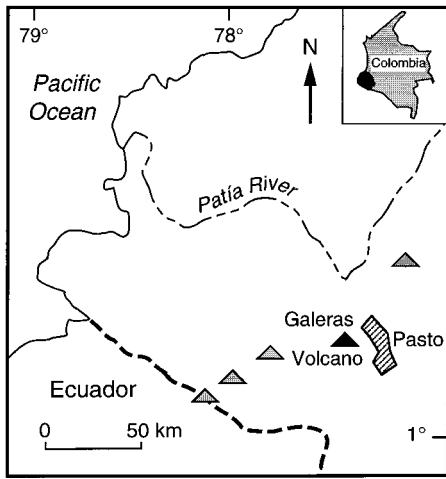 79°
78°
Pacific
Ocean
N
Colombia
Patía River
Galeras
Volcano
Pasto
Ecuador
0
50 km
1°